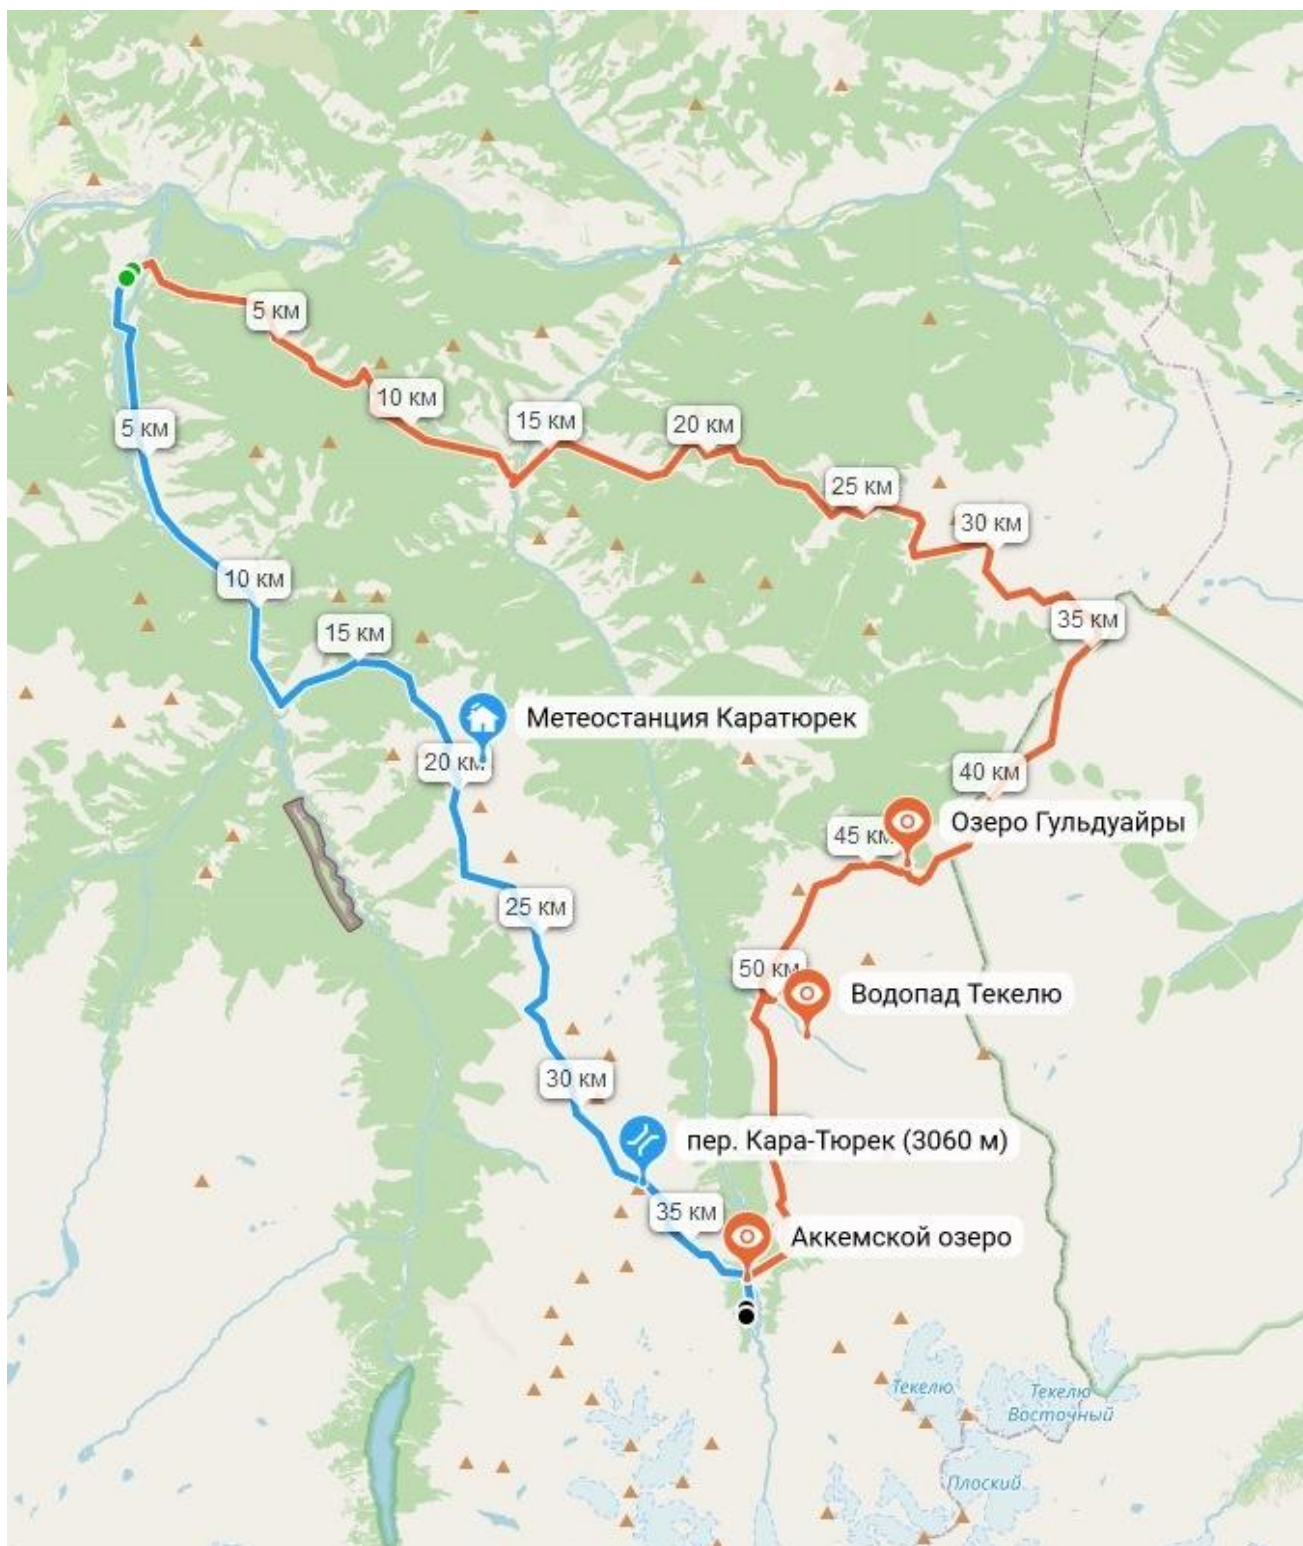 5 км
10 км
5 км
15 км
20 км
25 км
30 км
10 км
15 км
35 км
Метеостанция Каратюрек
20 км
40 км
45 км
Озеро Гульдуайры
25 км
50 км
Водопад Текелю
30 км
пер. Кара-Тюрек (3060 м)
35 км
Аккемской озеро
Текелю
Текелю
Восточный
Плоский